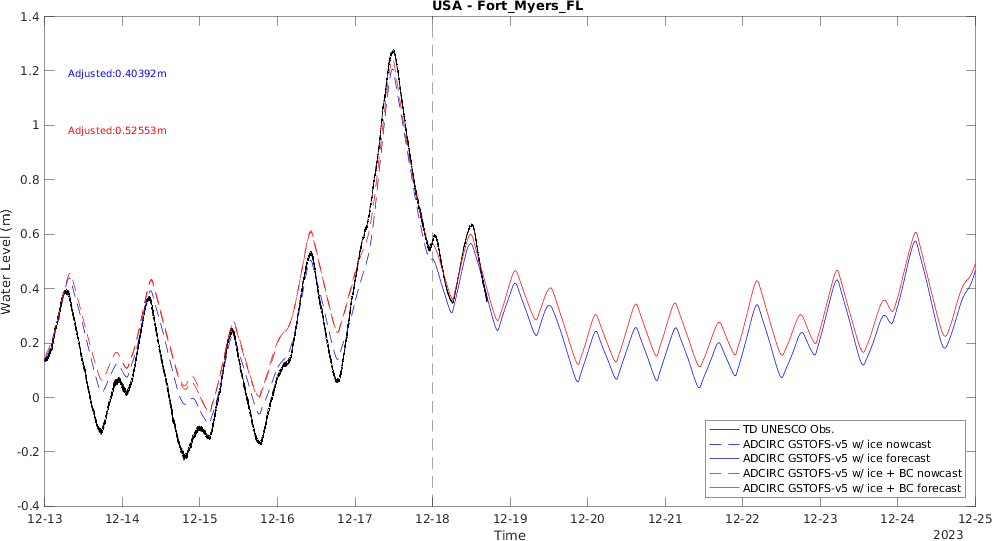 USA - Fort_Myers_FL
1.4
1.2
1
0.8
0.6
0.4
0.2
0
-0.2
-0.4
Water Level (m)
Adjusted:0.40392m
Adjusted:0.52553m
TD UNESCO Obs.
ADCIRC GSTOFS-v5 w/ ice nowcast
ADCIRC GSTOFS-v5 w/ ice forecast
ADCIRC GSTOFS-v5 w/ ice + BC nowcast
ADCIRC GSTOFS-v5 w/ ice + BC forecast
12-13 12-14 12-15 12-16 12-17 12-18 12-19 12-20 12-21 12-22 12-23 12-24 12-25
Time
2023